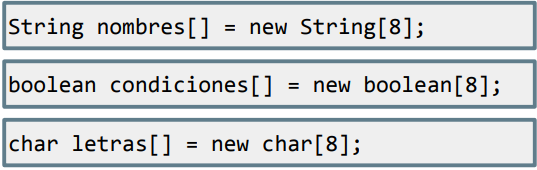 String nombres[] = new String[8];
boolean condiciones[] = new boolean[8];
char letras[] = new char[8];